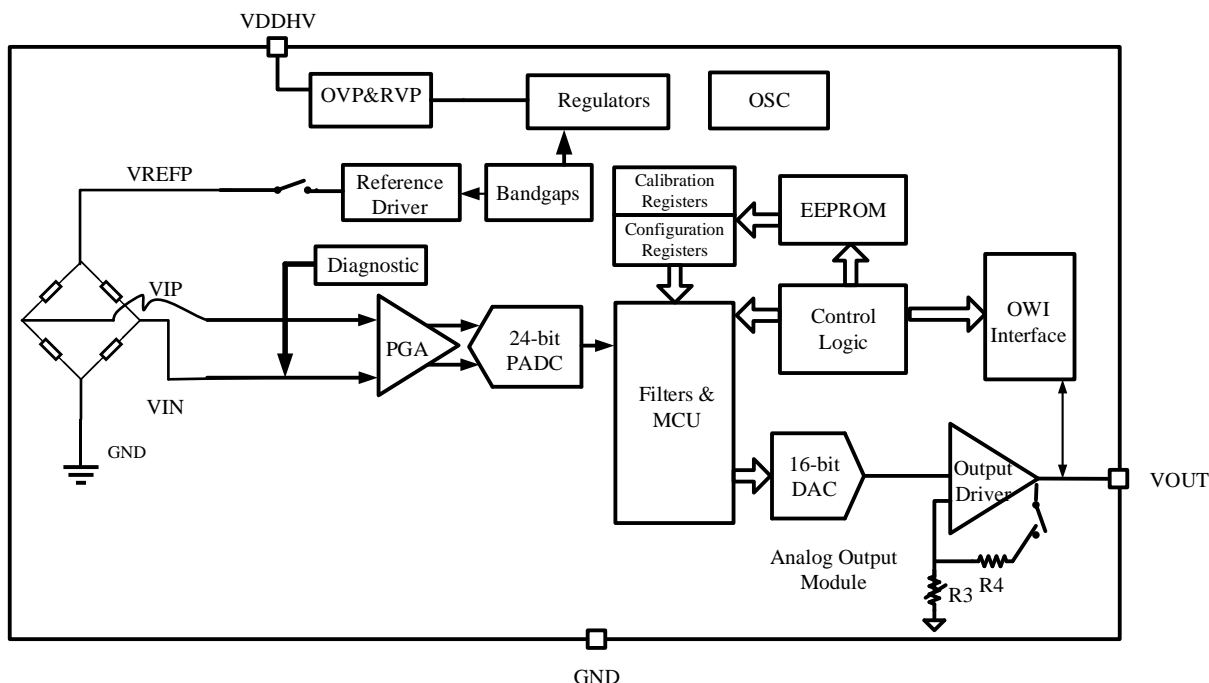 VDDHV
OVP&RVP
Regulators
OSC
VREFP
Reference
Driver
Bandgaps
Calibration
Registers
Configuration
Registers
EEPROM
Diagnostic
VIP
PGA
24-bit
PADC
Control
Logic
OWI
Interface
VIN
Filters &
MCU
GND
16-bit
DAC
Output
Driver
VOUT
Analog Output
Module
R4
R3
GND